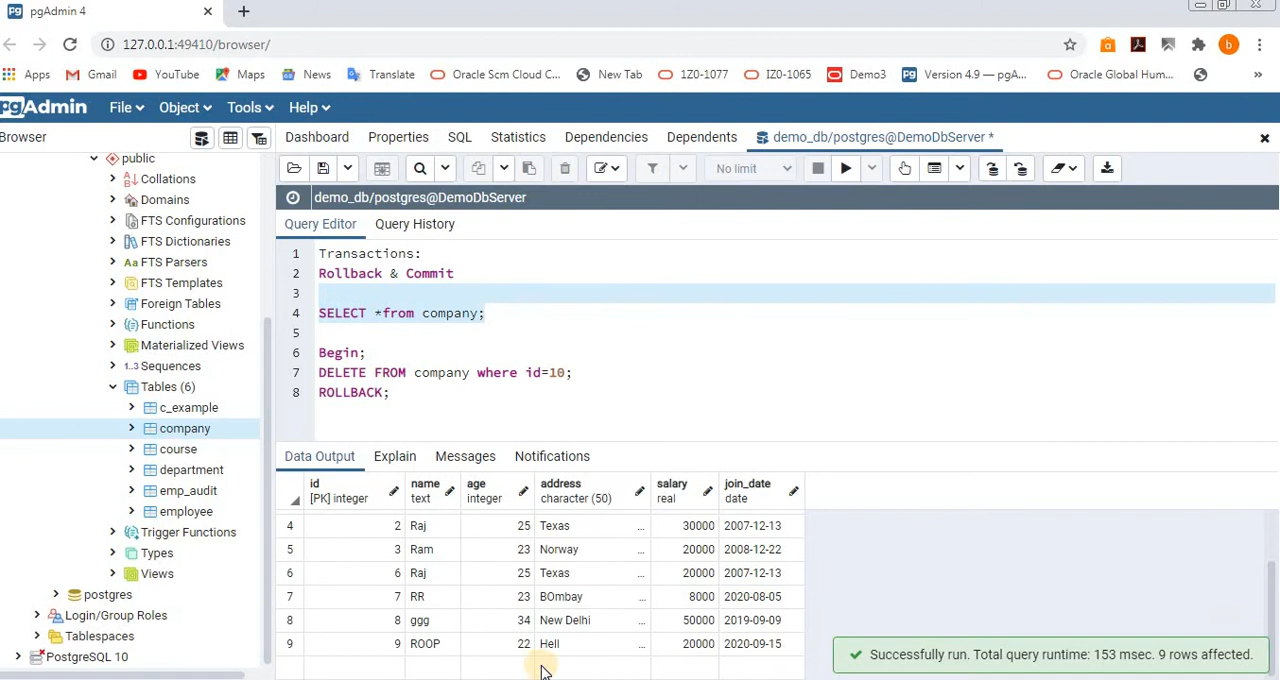 pgAdmin 4
127.0.0.1:49410/browser/
Apps Gmail YouTube Maps News Translate Oracle Scm Cloud C... New Tab 1Z0-1077 IZ0-1065 Demo3 Version 4.9 — pgA... Oracle Global Hum... »
pgAdmin File Object Tools Help
Browser Dashboard Properties SQL Statistics Dependencies Dependents demo_db/postgres@DemoDbServer *
public
Collations
Domains
FTS Configurations
FTS Dictionaries
Aa FTS Parsers
FTS Templates
Foreign Tables
Functions
Materialized Views
1..3 Sequences
Tables (6)
c_example
company
course
department
emp_audit
employee
Trigger Functions
Types
Views
postgres
Login/Group Roles
Tablespaces
PostgreSQL 10
No limit
demo_db/postgres@DemoDbServer
Query Editor Query History
1 Transactions:
2 Rollback & Commit
3
4 SELECT *from company;
5
6 Begin;
7 DELETE FROM company where id=10;
8 ROLLBACK;
Data Output Explain Messages Notifications
id name age address salary join_date
[PK] integer text integer character (50) real date
4 2 Raj 25 Texas ... 30000 2007-12-13
5 3 Ram 23 Norway ... 20000 2008-12-22
6 6 Raj 25 Texas ... 20000 2007-12-13
7 7 RR 23 BOmbay ... 8000 2020-08-05
8 8 ggg 34 New Delhi ... 50000 2019-09-09
9 9 ROOP 22 Hell ... 20000 2020-09-15
Successfully run. Total query runtime: 153 msec. 9 rows affected.